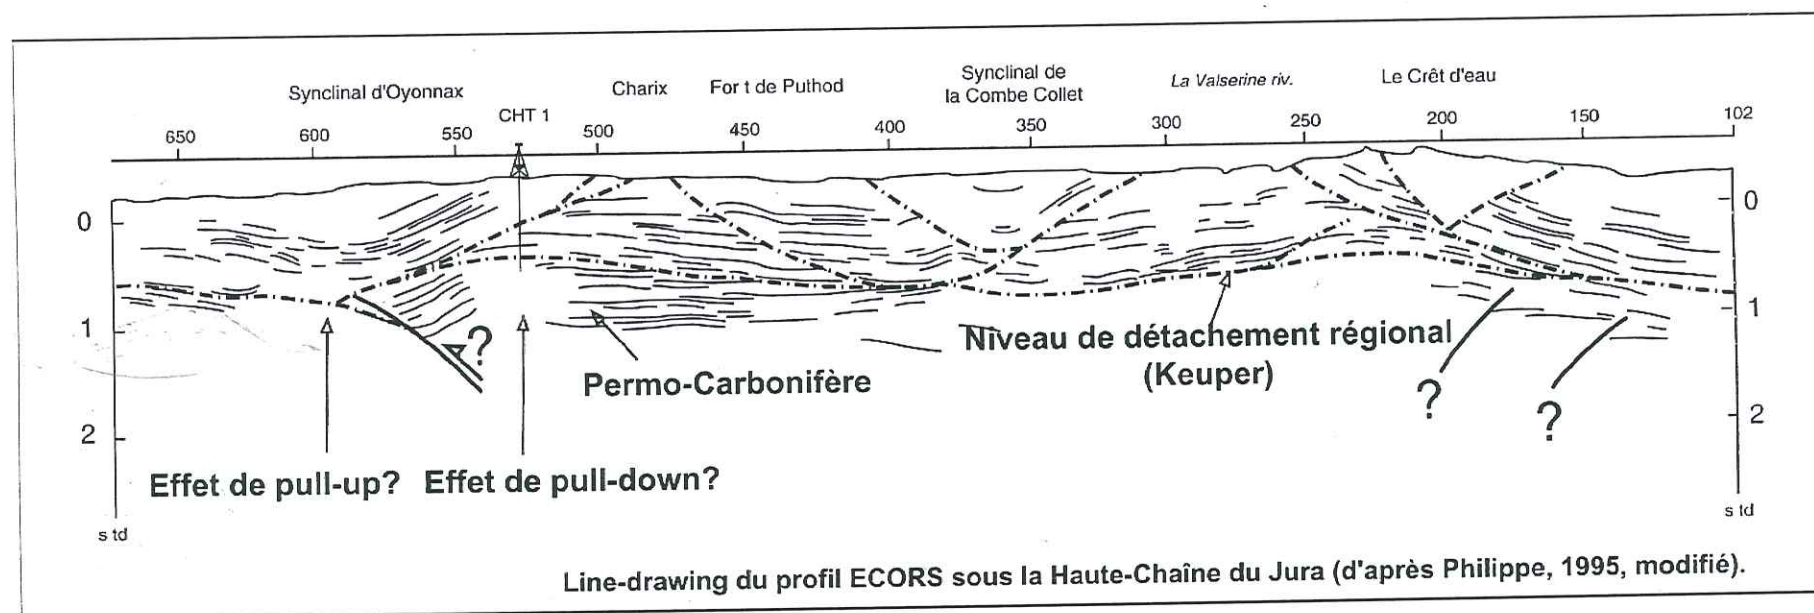 Synclinal d'Oyonnax
CHT 1
Charix
For t de Puthod
Synclinal de
la Combe Collet
La Valserine riv.
Le Crêt d'eau
650 600 550 500 450 400 350 300 250 200 150 102
0
1
2
s td
0
1
2
s td
?
Permo-Carbonifère
Niveau de détachement régional
(Keuper)
?
?
Effet de pull-up?
Effet de pull-down?
Line-drawing du profil ECORS sous la Haute-Chaîne du Jura (d'après Philippe, 1995, modifié).